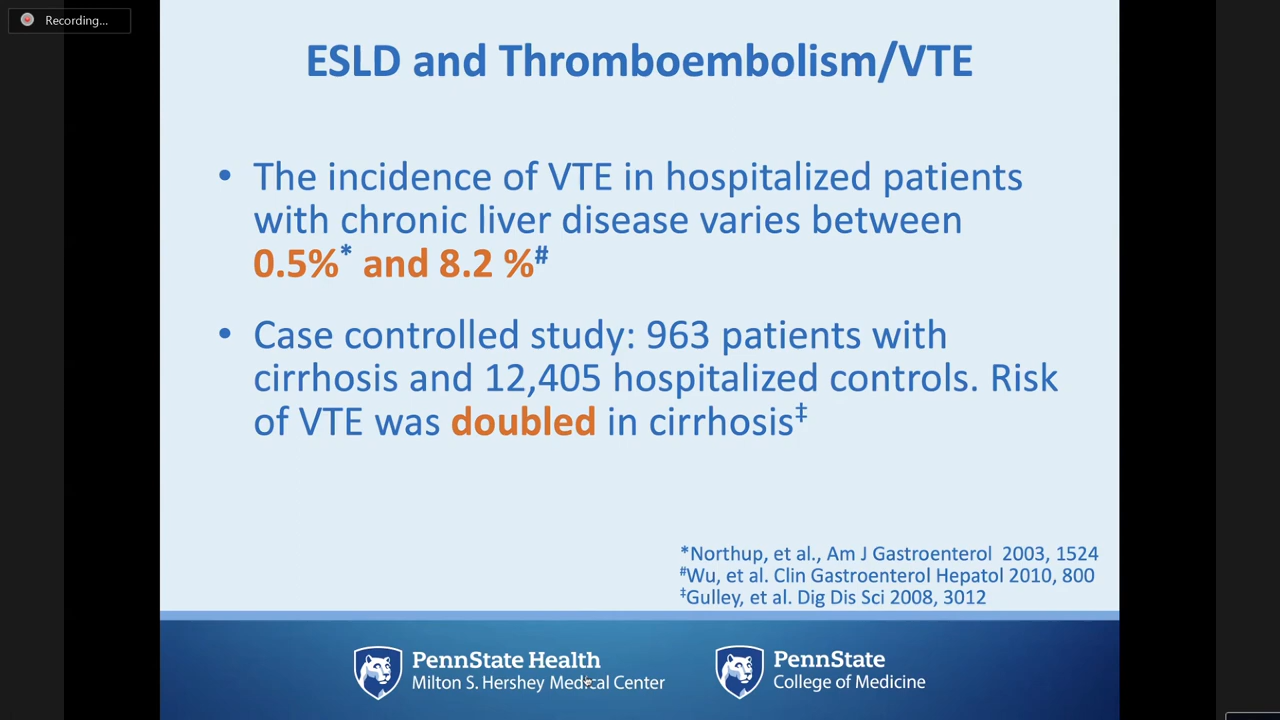 Recording...
ESLD and Thromboembolism/VTE
• The incidence of VTE in hospitalized patients
with chronic liver disease varies between
0.5%* and 8.2 %#
• Case controlled study: 963 patients with
cirrhosis and 12,405 hospitalized controls. Risk
of VTE was doubled in cirrhosis‡
*Northup, et al., Am J Gastroenterol 2003, 1524
#Wu, et al. Clin Gastroenterol Hepatol 2010, 800
‡Gulley, et al. Dig Dis Sci 2008, 3012
PennState Health
Milton S. Hershey Medical Center
PennState
College of Medicine